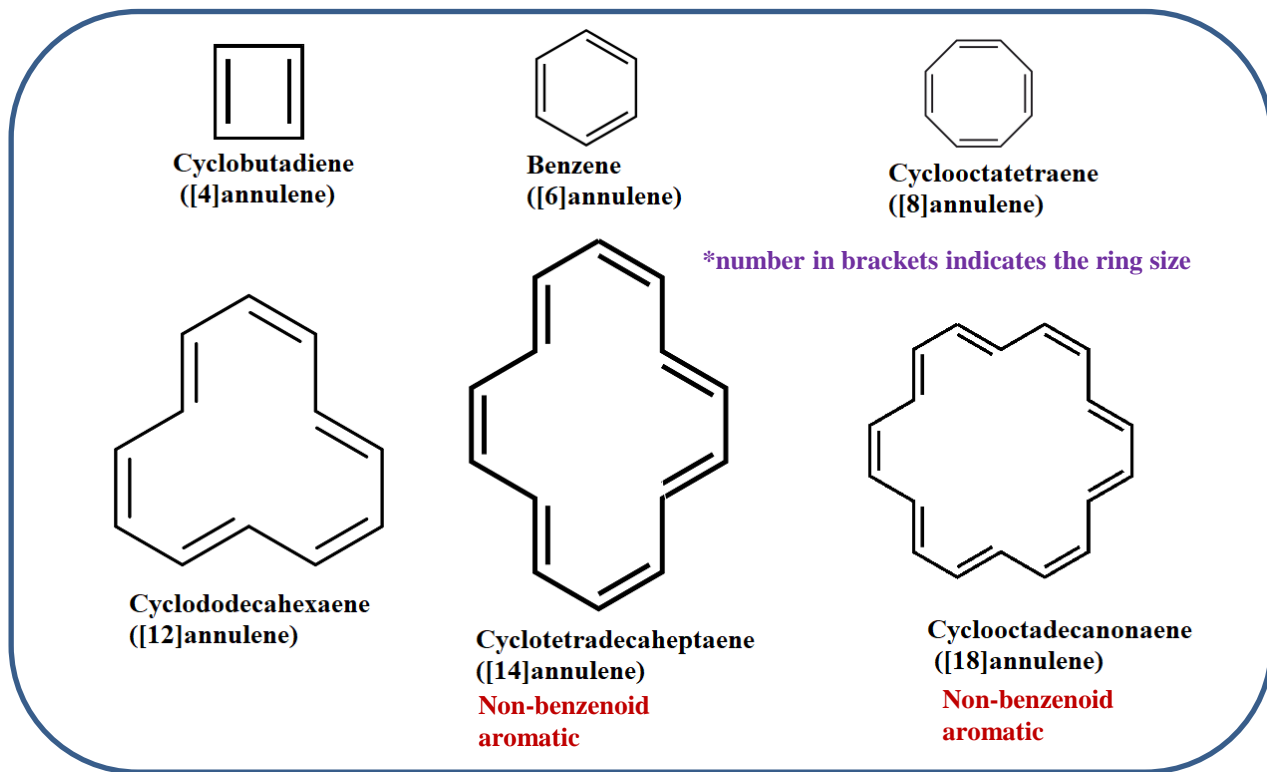 Cyclobutadiene
([4]annulene)
Benzene
([6]annulene)
Cyclooctatetraene
([8]annulene)
*number in brackets indicates the ring size
Cyclododecahexaene
([12]annulene)
Cyclotetradecaheptaene
([14]annulene)
Non-benzenoid
aromatic
Cyclooctadecanonaene
([18]annulene)
Non-benzenoid
aromatic